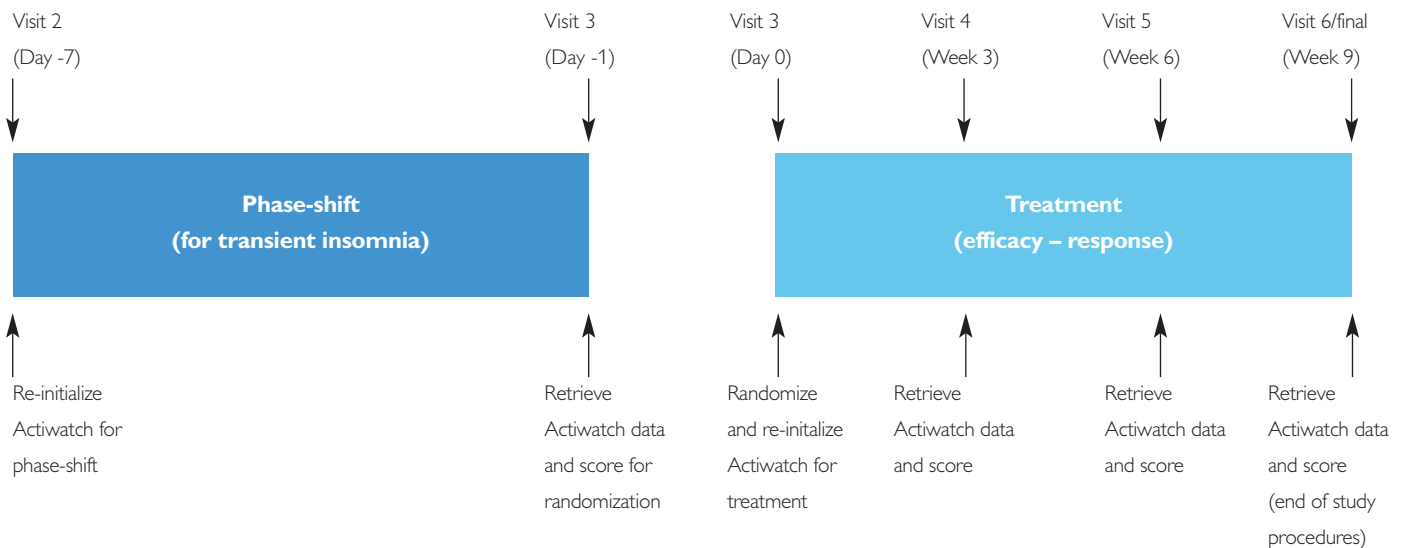 Visit 2
(Day -7)
Visit 3
(Day -1)
Visit 3
(Day 0)
Visit 4
(Week 3)
Visit 5
(Week 6)
Visit 6/final
(Week 9)
Phase-shift
(for transient insomnia)
Treatment
(efficacy – response)
Re-initialize
Actiwatch for
phase-shift
Retrieve
Actiwatch data
and score for
randomization
Randomize
and re-initalize
Actiwatch for
treatment
Retrieve
Actiwatch data
and score
Retrieve
Actiwatch data
and score
Retrieve
Actiwatch data
and score
(end of study
procedures)